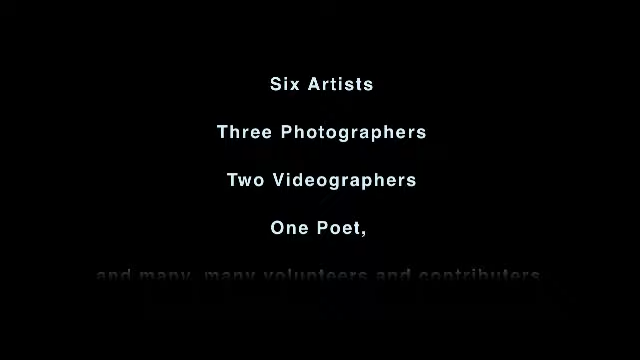 Six Artists
Three Photographers
Two Videographers
One Poet,
and many, many volunteers and contributers